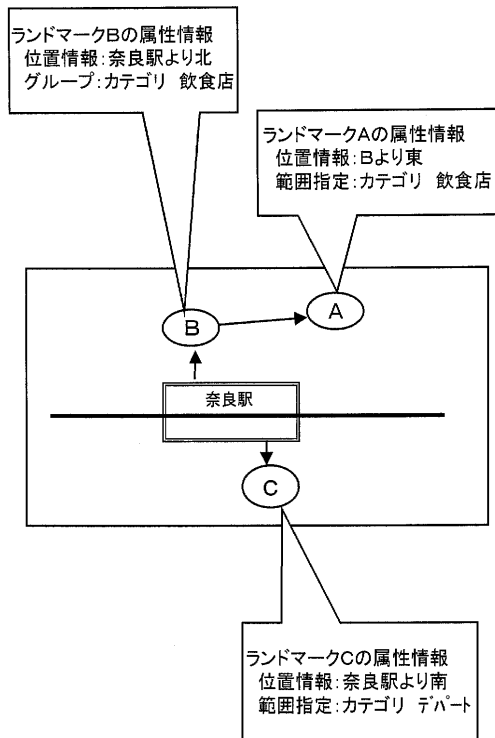 ランドマークBの属性情報
位置情報:奈良駅より北
グループ:カテゴリ 飲食店
ランドマークAの属性情報
位置情報:Bより東
範囲指定:カテゴリ 飲食店
A
B
奈良駅
C
ランドマークCの属性情報
位置情報:奈良駅より南
範囲指定:カテゴリ デパート